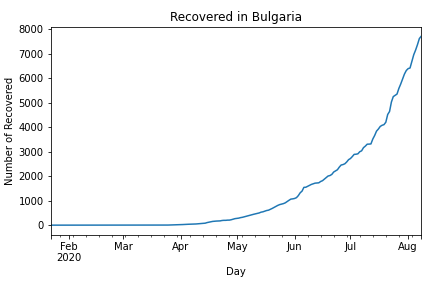 Recovered in Bulgaria
Number of Recovered
8000
7000
6000
5000
4000
3000
2000
1000
0
Feb Mar Apr May Jun Jul Aug
2020
Day